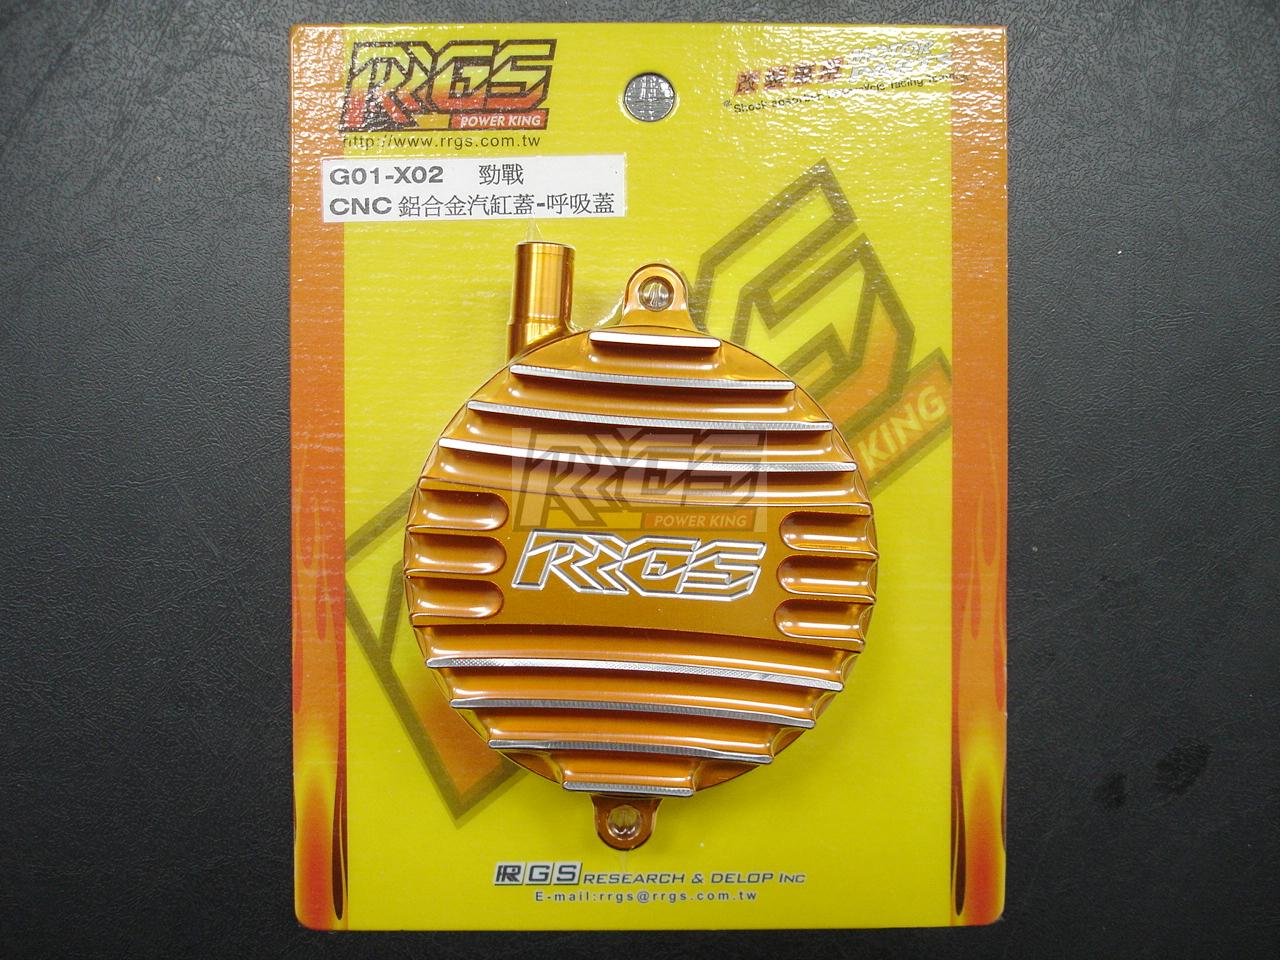 RRGS
POWER KING
http://www.rrgs.com.tw
G01-X02 勁戰
CNC 鋁合金汽缸蓋-呼吸蓋
KING
RRGS
POWER KING
RRGS
RRGS RESEARCH & DELOP INC
E-mail:rrgs@rrgs.com.tw